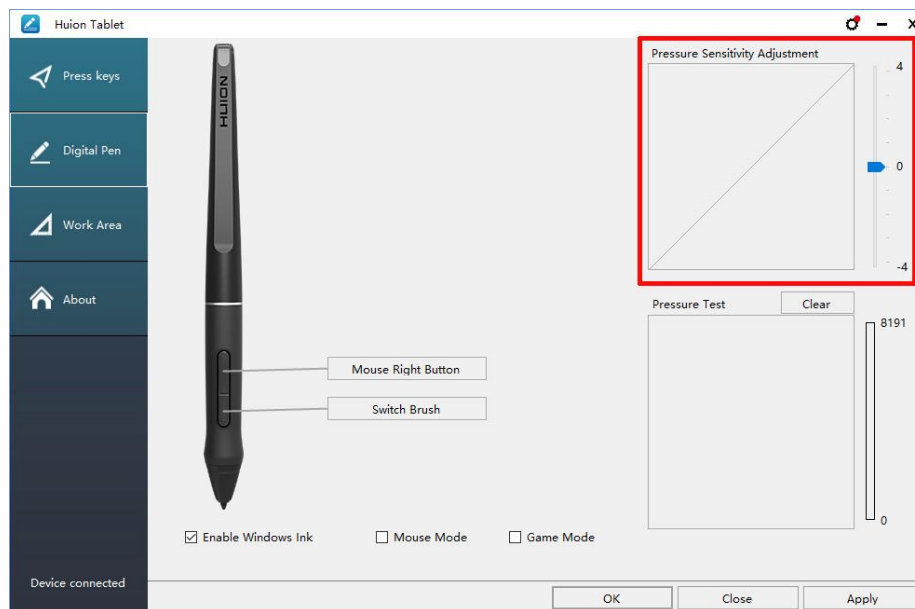 Huion Tablet
Press keys
Digital Pen
Work Area
About
Device connected
HUION
Mouse Right Button
Switch Brush
Enable Windows Ink
Mouse Mode
Game Mode
Pressure Sensitivity Adjustment
4
0
-4
Pressure Test
Clear
8191
0
OK
Close
Apply